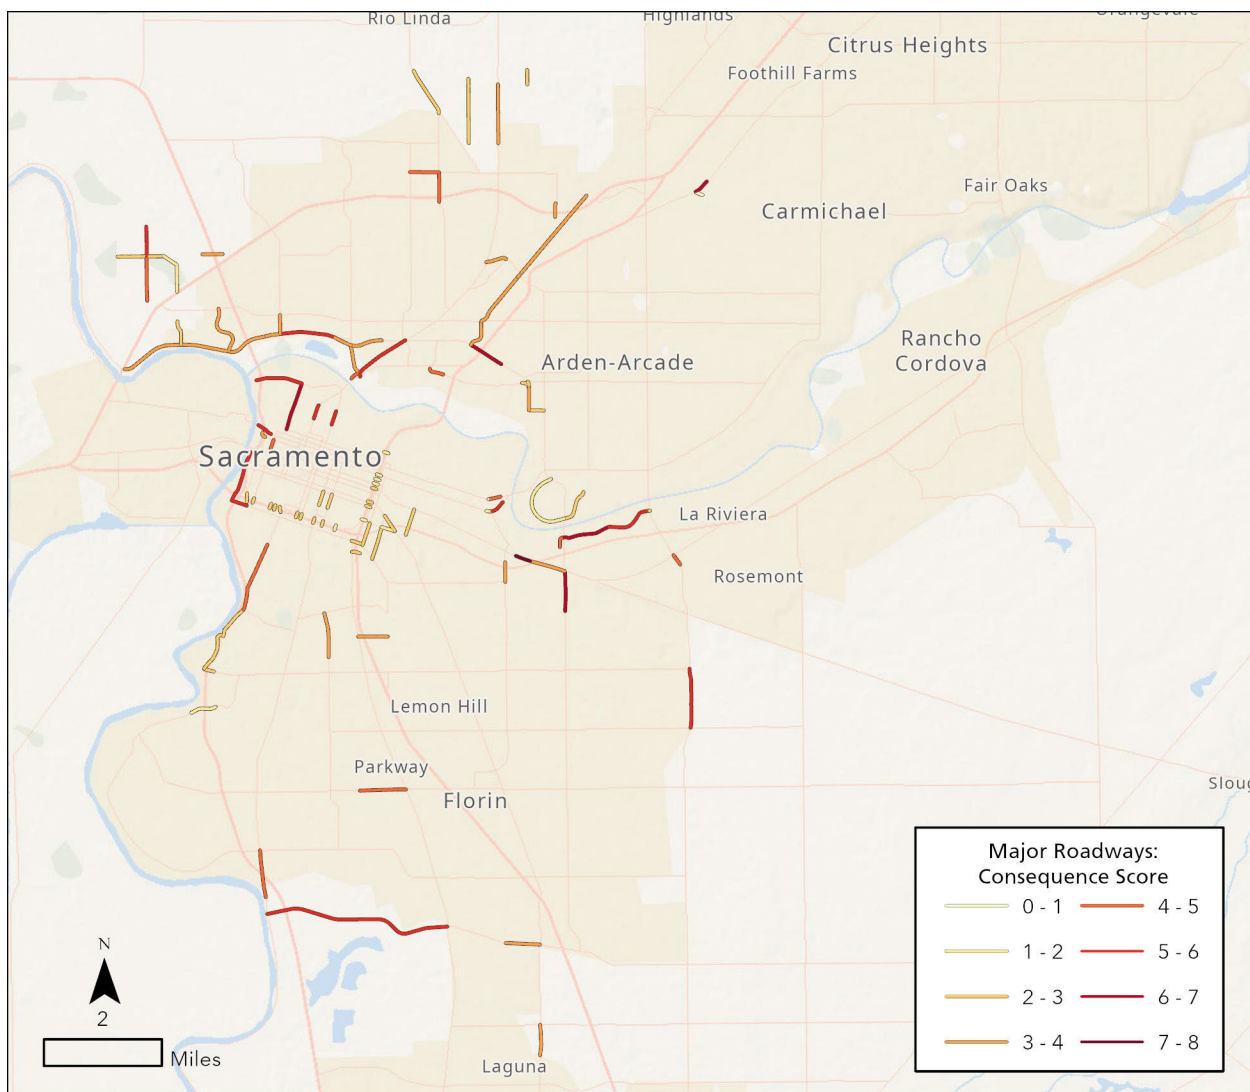 Rio Linda
Highlands
Orangevale
Citrus Heights
Foothill Farms
Fair Oaks
Carmichael
Rancho
Cordova
Arden-Arcade
Sacramento
La Riviera
Rosemont
Lemon Hill
Parkway
Florin
Sloug
Laguna
N
2
Miles
Major Roadways:
Consequence Score
0 - 1
4 - 5
1 - 2
5 - 6
2 - 3
6 - 7
3 - 4
7 - 8